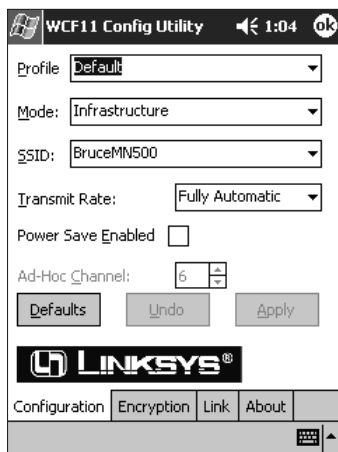 WCF11 Config Utility 1:04 ok
Profile Default
Mode: Infrastructure
SSID: BruceMN500
Transmit Rate: Fully Automatic
Power Save Enabled
Ad-Hoc Channel: 6
Defaults Undo Apply
LINKSYS®
Configuration Encryption Link About